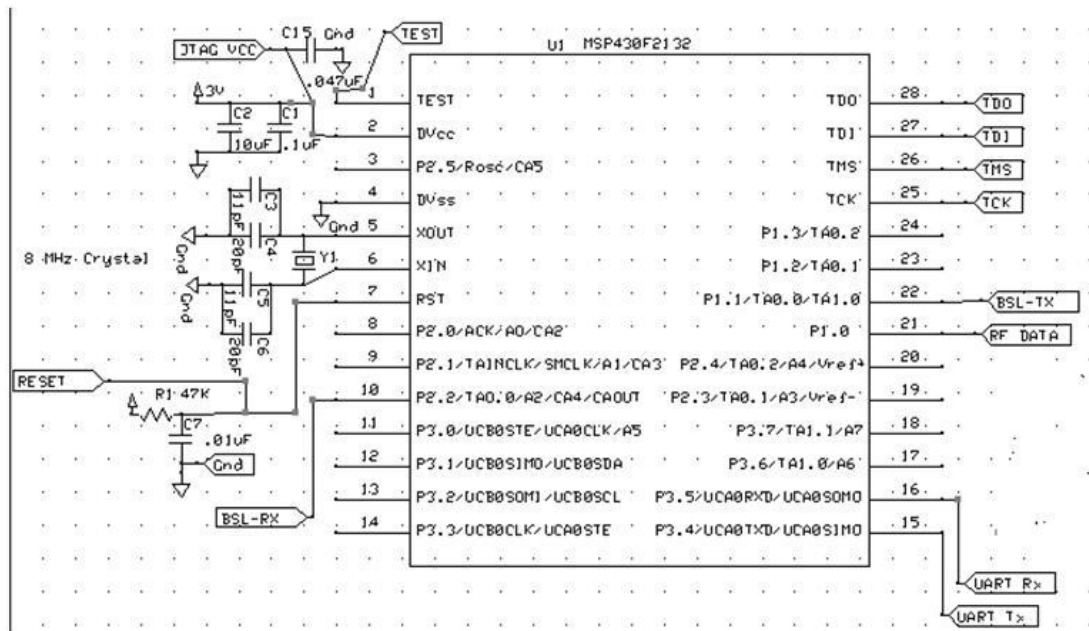 C15 Gnd
TEST
JTAG VCC
U1 MSP430F2132
.047uF
3V
C2 C1
10uF .1uF
1 TEST
2 DVcc
3 P2.5/Rosc/CA5
4 DVss
Gnd
5 XOUT
6 XIN
7 RST
8 P2.0/ACK/A0/CA2
9 P2.1/TAINCLK/SMCLK/A1/CA3
10 P2.2/TA0.0/A2/CA4/CAOUT
11 P3.0/UCB0STE/UCA0CLK/A5
12 P3.1/UCB0SIMO/UCB0SDA
13 P3.2/UCB0SOMI/UCB0SCL
14 P3.3/UCB0CLK/UCA0STE
TDO 28 TDO
TDI 27 TDI
TMS 26 TMS
TCK 25 TCK
P1.3/TA0.2 24
P1.2/TA0.1 23
P1.1/TA0.0/TA1.0 22 BSL-TX
P1.0 21 RF DATA
P2.4/TA0.2/A4/Vref+ 20
P2.3/TA0.1/A3/Vref- 19
P3.7/TA1.1/A7 18
P3.6/TA1.0/A6 17
P3.5/UCA0RXD/UCA0SOMO 16
P3.4/UCA0TXD/UCA0SIMO 15
C3
11pF
C4
20pF
Gnd
8 MHz Crystal
Y1
C5
11pF
Gnd
C6
20pF
RESET
R1 47K
C7
.01uF
Gnd
BSL-RX
UART Rx
UART Tx